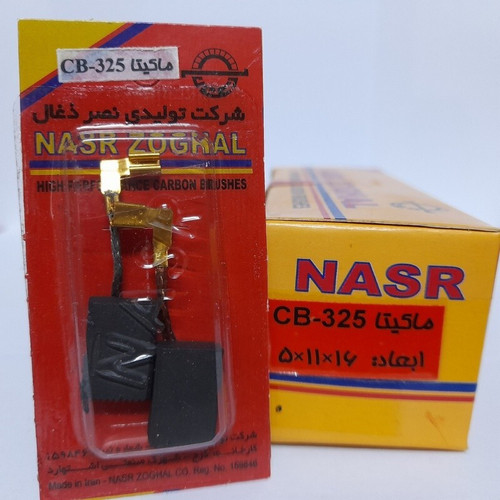 CB-325 ماکیتا
شرکت تولیدی نصر ذغال
NASR ZOGHAL
HIGH CARBON BRUSHES
Made in Iran - NASR ZOGHAL CO. Reg. No.
N
NASR
CB-325 ماکیتا
ابعاد: ۵×۱۱×۱۶